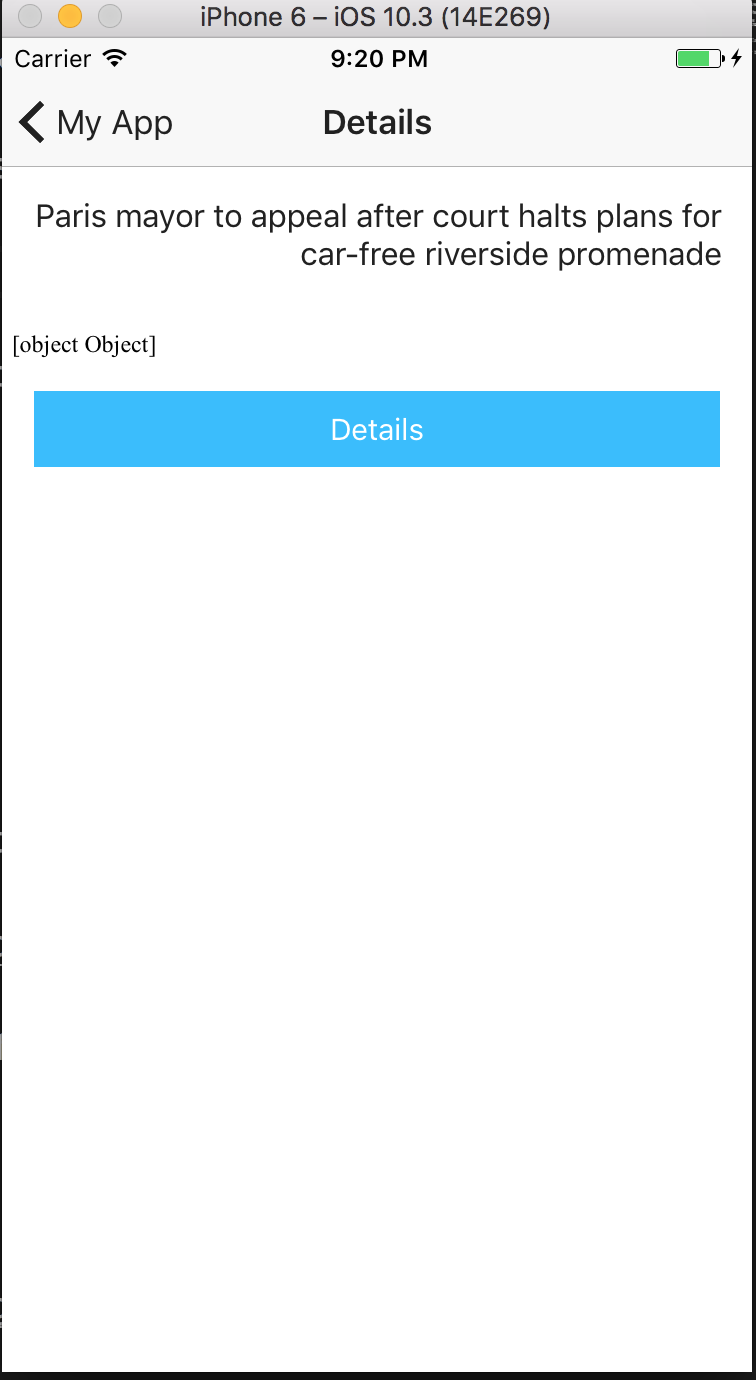 iPhone 6 – iOS 10.3 (14E269)
Carrier 9:20 PM
My App Details
Paris mayor to appeal after court halts plans for
car-free riverside promenade
[object Object]
Details